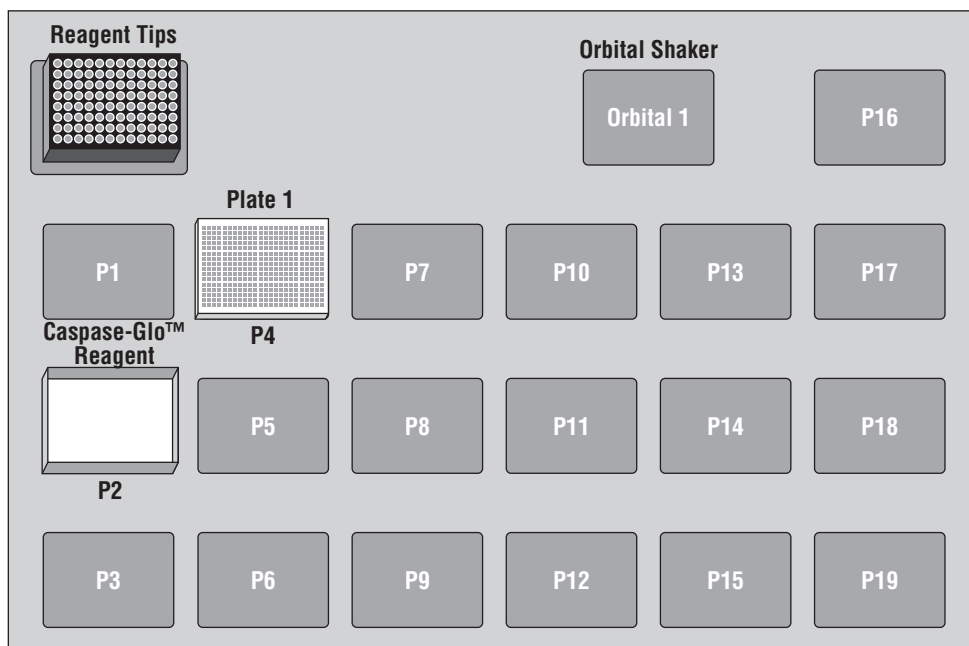 Reagent Tips
Orbital Shaker
Orbital 1
P16
Plate 1
P1
P7
P10
P13
P17
P4
Caspase-Glo™
Reagent
P5
P8
P11
P14
P18
P2
P3
P6
P9
P12
P15
P19